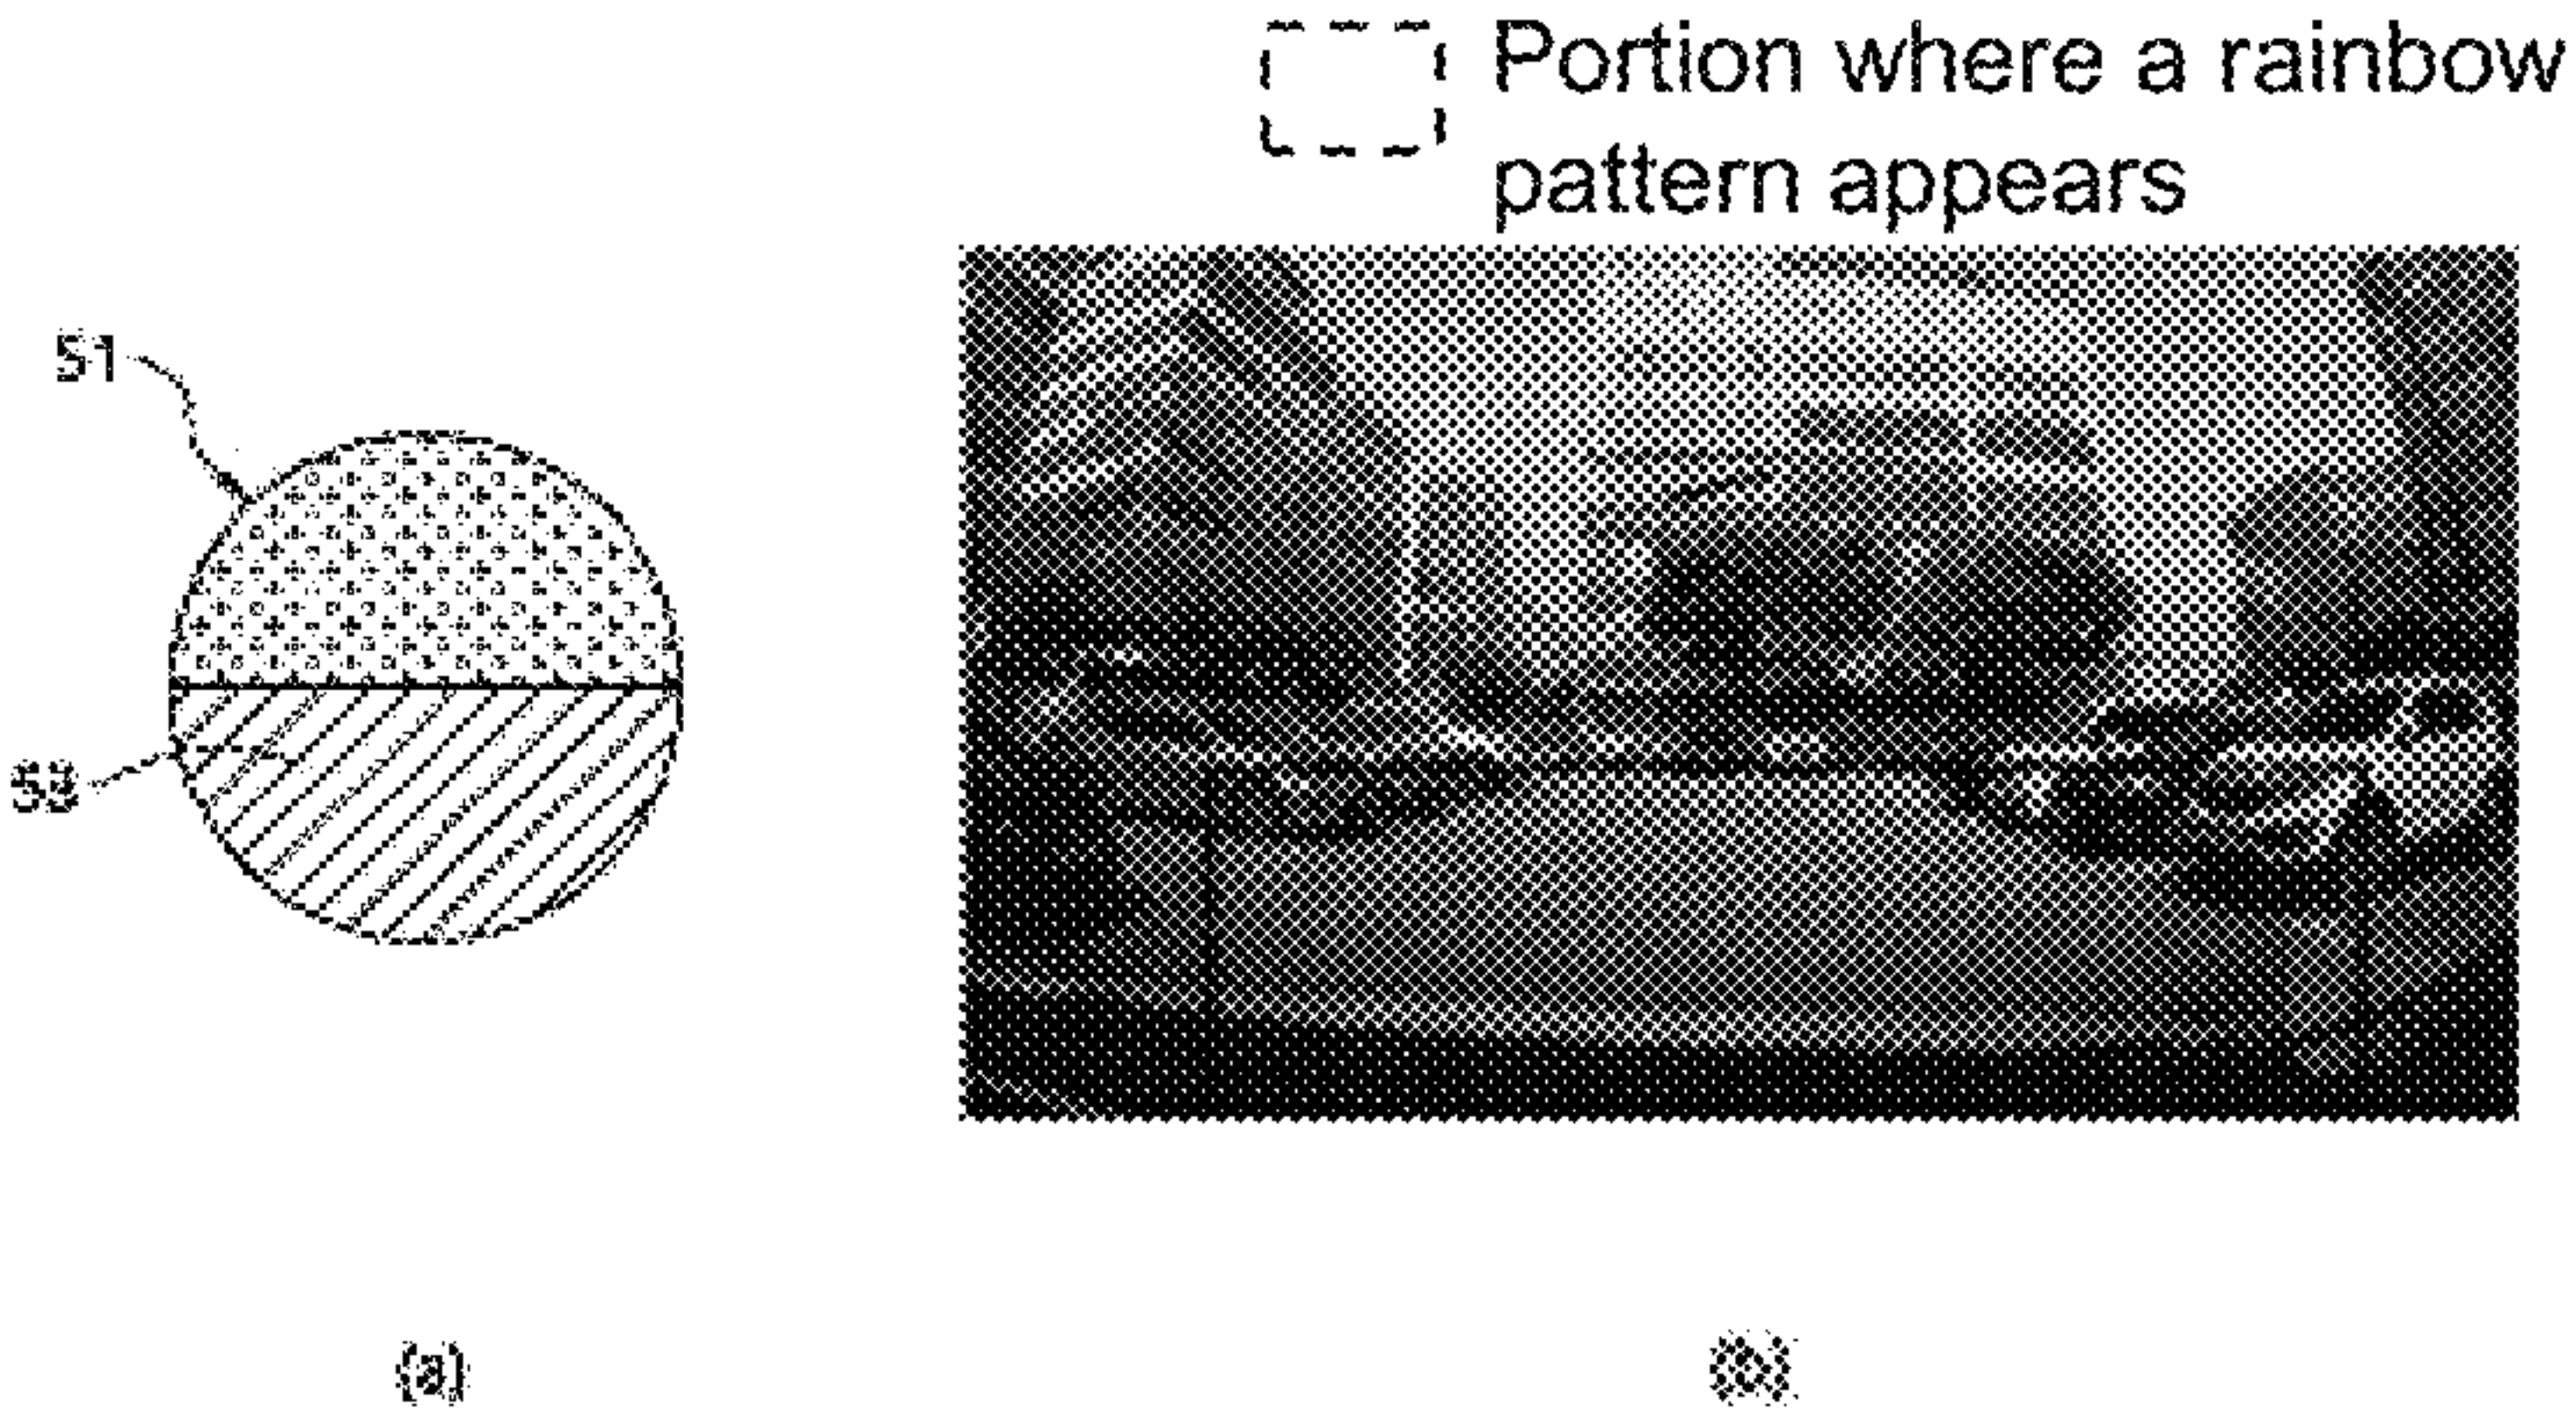 Portion where a rainbow
pattern appears
51
53
(a)
(b)